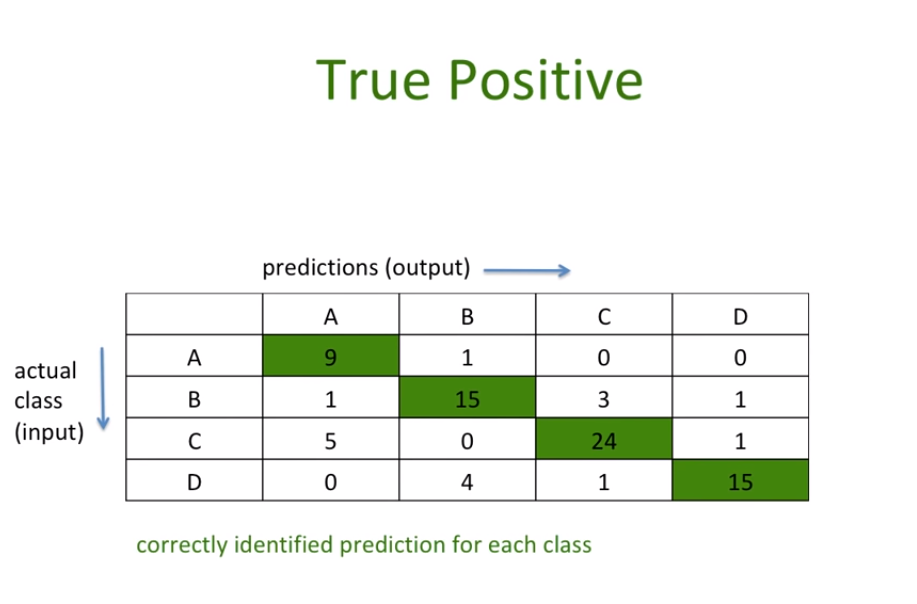 True Positive
predictions (output)
A B C D
A 9 1 0 0
actual
class
(input)
B 1 15 3 1
C 5 0 24 1
D 0 4 1 15
correctly identified prediction for each class